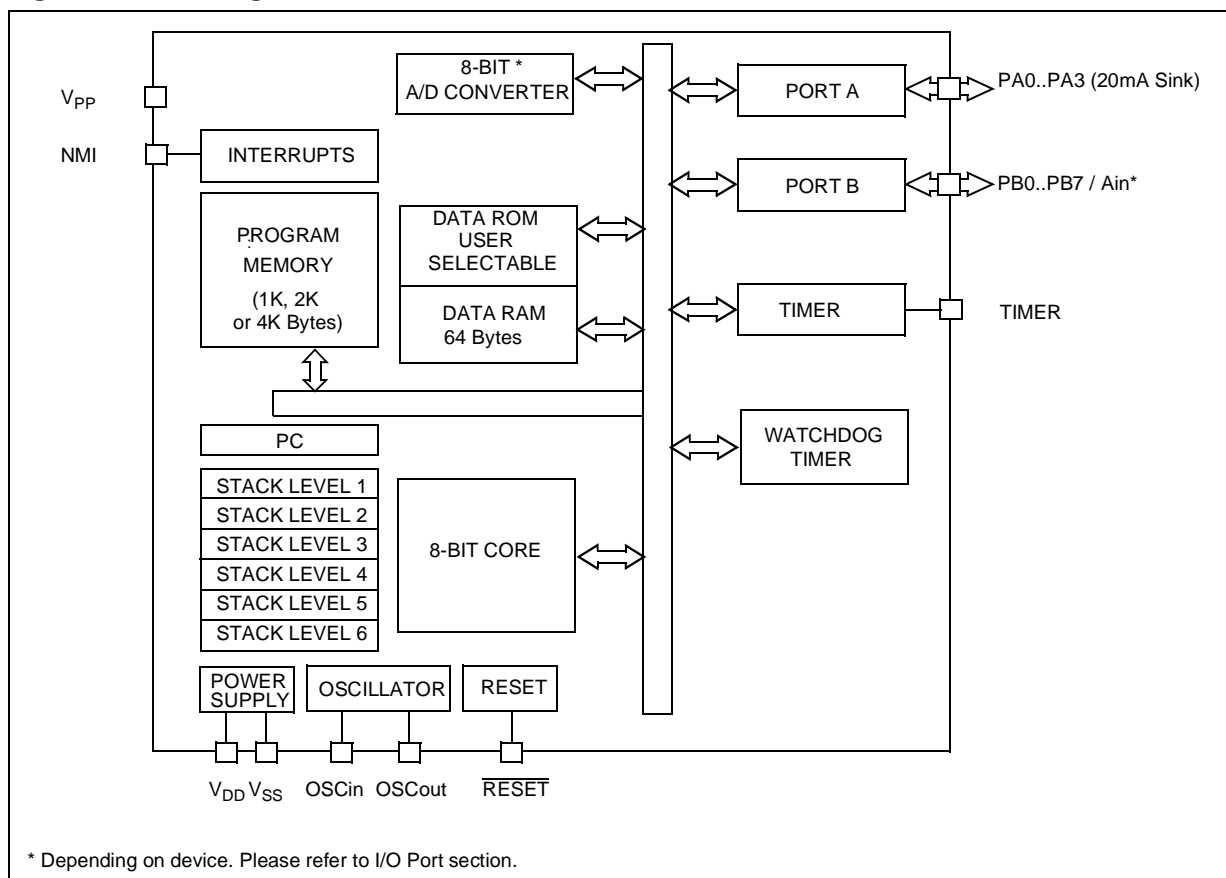 8-BIT *
A/D CONVERTER
PORT A
PA0..PA3 (20mA Sink)
VPP
NMI
INTERRUPTS
PORT B
PB0..PB7 / Ain*
PROGRAM
MEMORY
(1K, 2K
or 4K Bytes)
DATA ROM
USER
SELECTABLE
DATA RAM
64 Bytes
TIMER
TIMER
PC
WATCHDOG
TIMER
STACK LEVEL 1
STACK LEVEL 2
STACK LEVEL 3
STACK LEVEL 4
STACK LEVEL 5
STACK LEVEL 6
8-BIT CORE
POWER
SUPPLY
OSCILLATOR
RESET
VDD VSS OSCin OSCout RESET
* Depending on device. Please refer to I/O Port section.